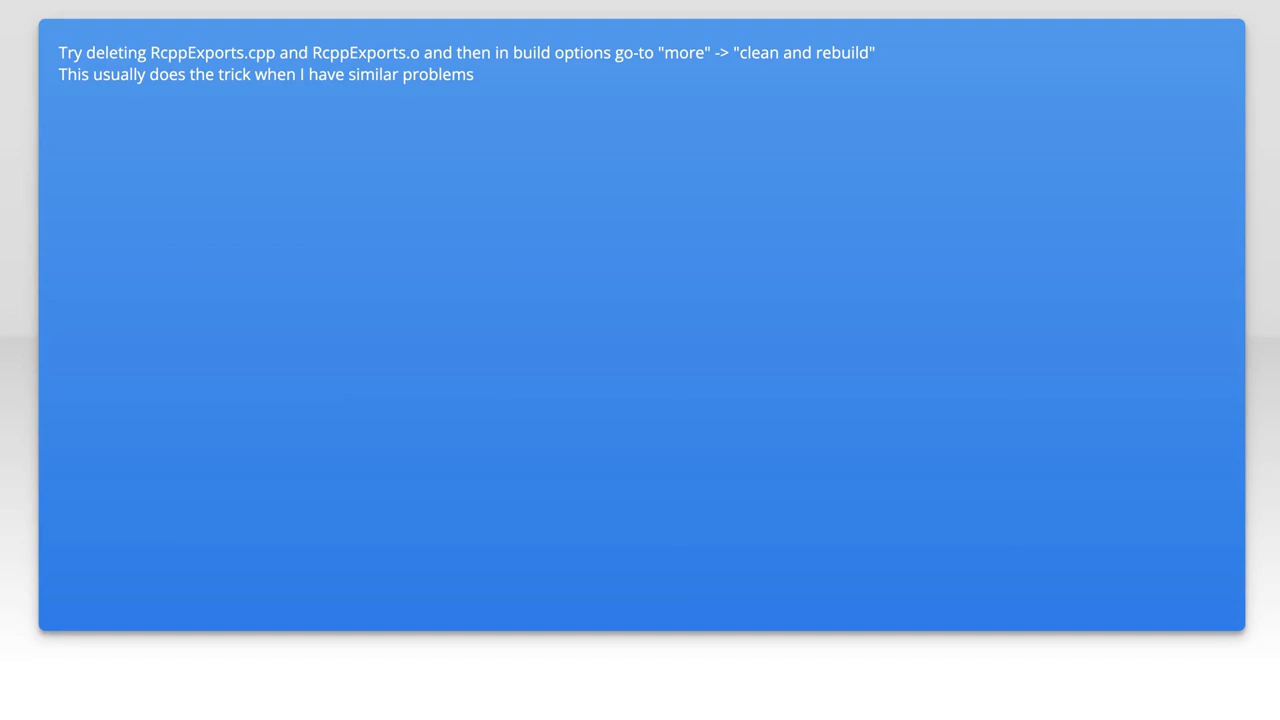 Try deleting RcppExports.cpp and RcppExports.o and then in build options go-to "more" -> "clean and rebuild"
This usually does the trick when I have similar problems